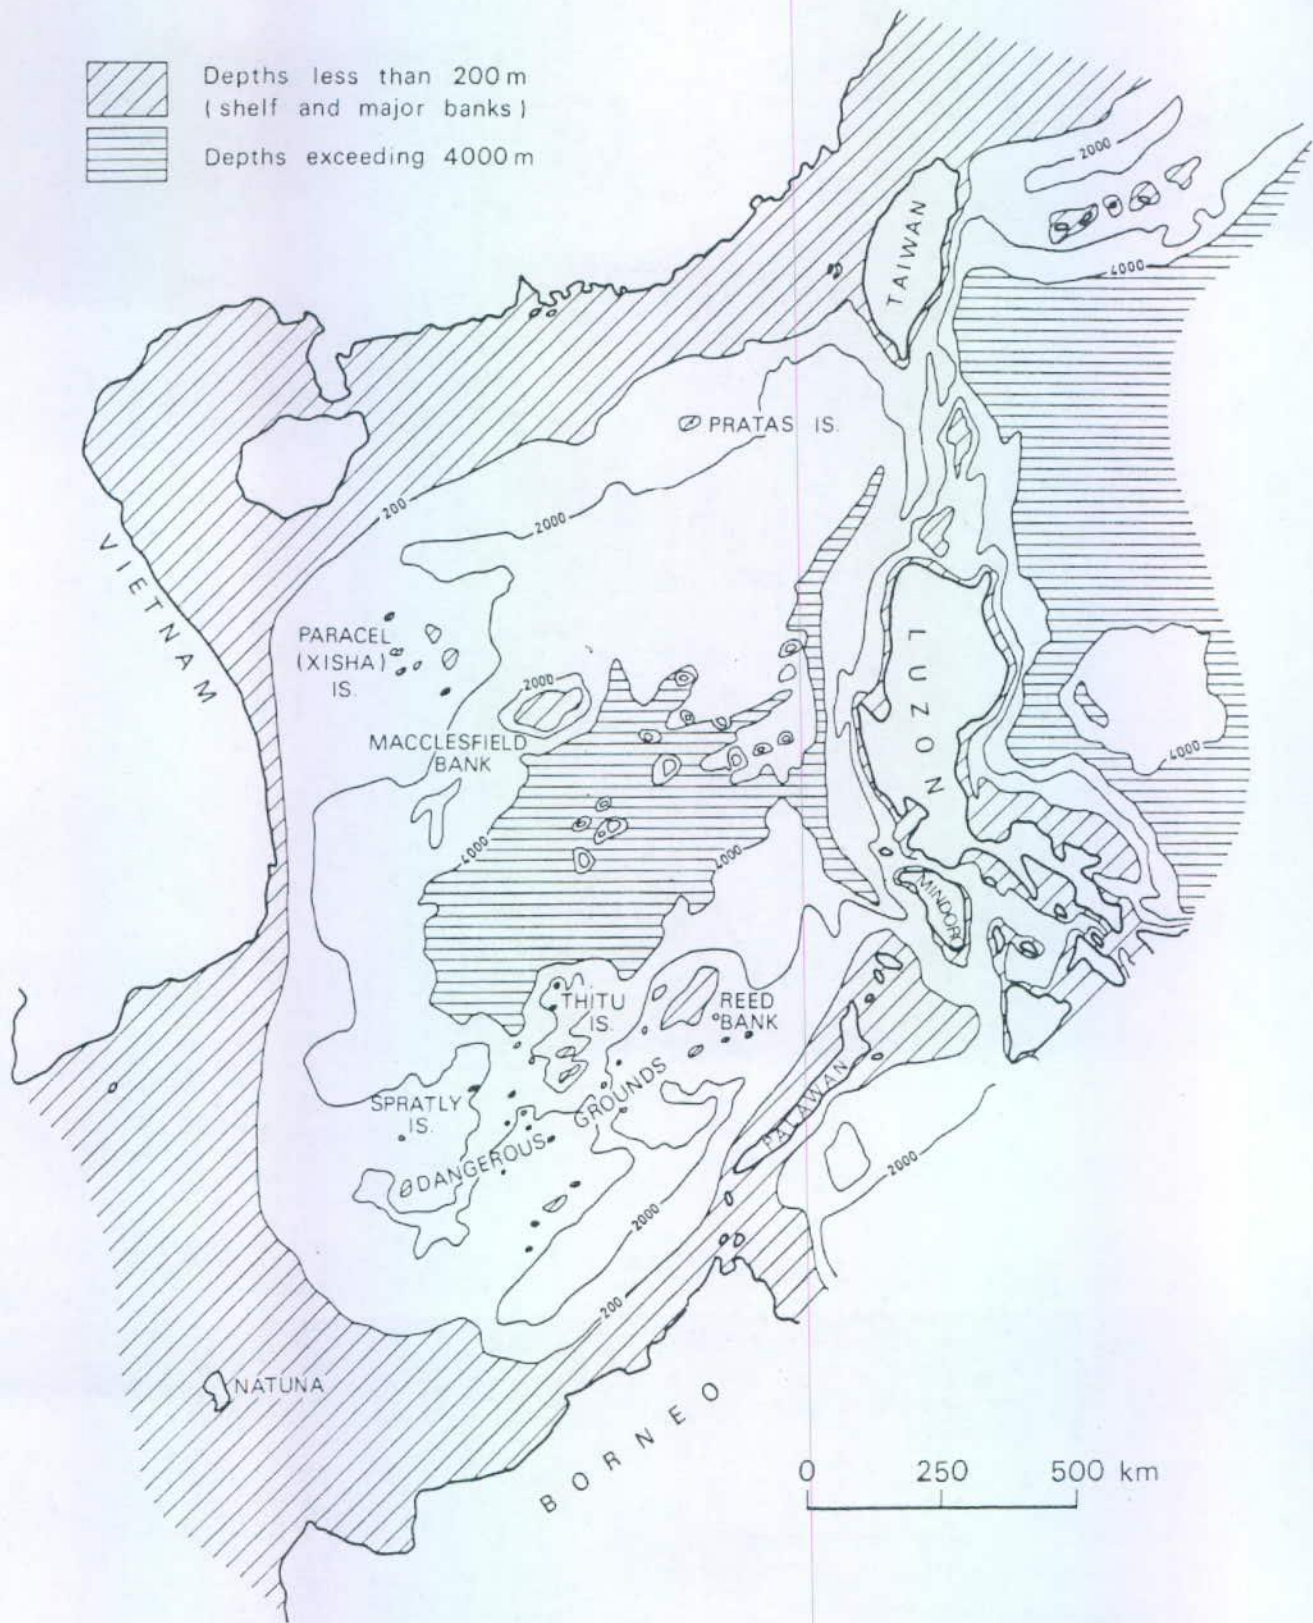 Depths less than 200 m
(shelf and major banks)
Depths exceeding 4000 m
2000
TAIWAN
4000
PRATAS IS.
200
2000
VIETNAM
PARACEL
(XISHA)
IS.
2000
LUZON
MACCLESFIELD
BANK
4000
4000
4000
MINDORO
THITU
IS.
REED
BANK
SPRATLY
IS.
DANGEROUS GROUNDS
PALAWAN
2000
2000
200
NATUNA
BORNEO
0 250 500 km